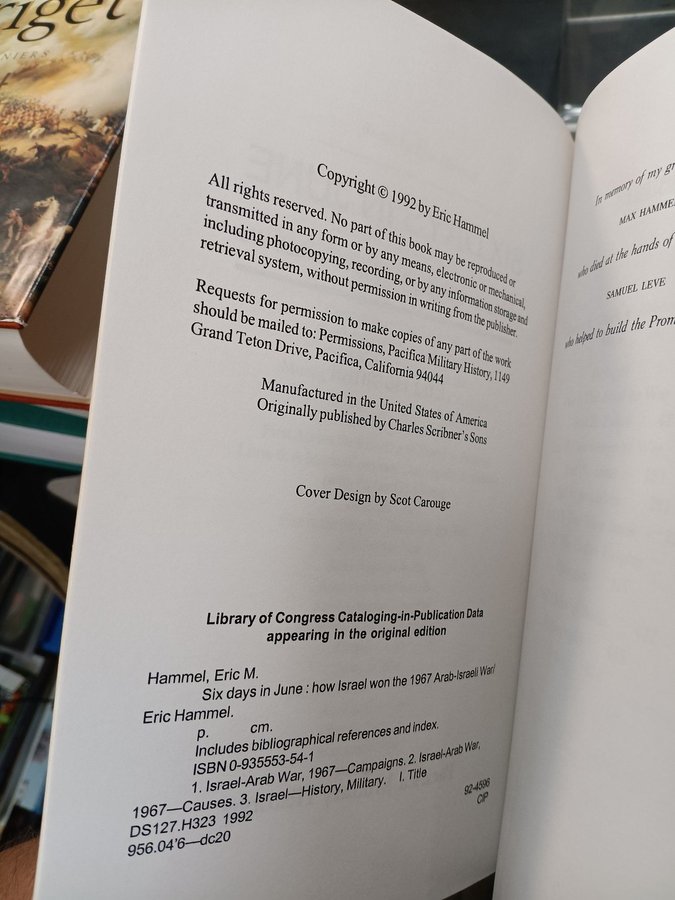 riget
NIERS
Copyright © 1992 by Eric Hammel
All rights reserved. No part of this book may be reproduced or
transmitted in any form or by any means, electronic or mechanical,
including photocopying, recording, or by any information storage and
retrieval system, without permission in writing from the publisher.
Requests for permission to make copies of any part of the work
should be mailed to: Permissions, Pacifica Military History, 1149
Grand Teton Drive, Pacifica, California 94044
Manufactured in the United States of America
Originally published by Charles Scribner's Sons
Cover Design by Scot Carouge
Library of Congress Cataloging-in-Publication Data
appearing in the original edition
Hammel, Eric M.
Six days in June : how Israel won the 1967 Arab-Israeli War/
Eric Hammel.
p. cm.
Includes bibliographical references and index.
ISBN 0-935553-54-1
1. Israel-Arab War, 1967—Campaigns. 2. Israel-Arab War,
1967—Causes. 3. Israel—History, Military. I. Title
DS127.H323 1992
956.04'6—dc20
92-4596
CIP
In memory of my gr
MAX HAMME
who died at the hands of
SAMUEL LEVE
who helped to build the Prom